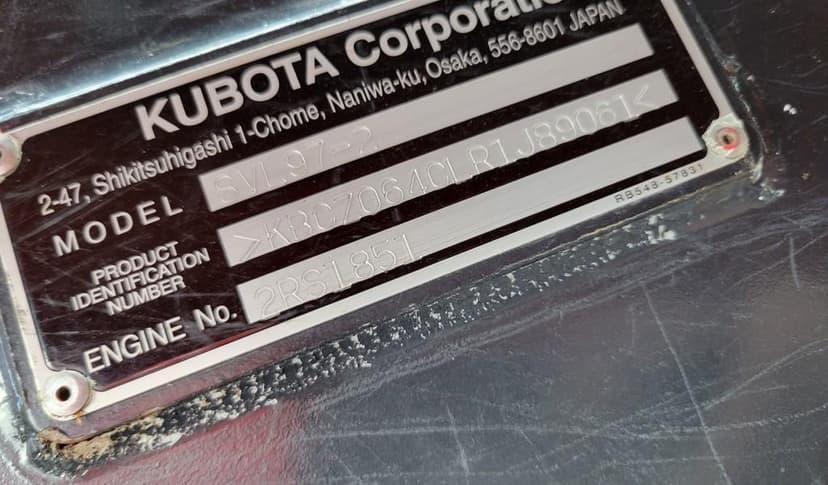 KUBOTA Corporation
2-47, Shikitsuhigashi 1-Chome, Naniwa-ku, Osaka, 556-8601 JAPAN
MODEL SVL97-2
PRODUCT
IDENTIFICATION
NUMBER >KBCZ064CLR1J89061<
ENGINE No. 2RS1851
RB548-57831